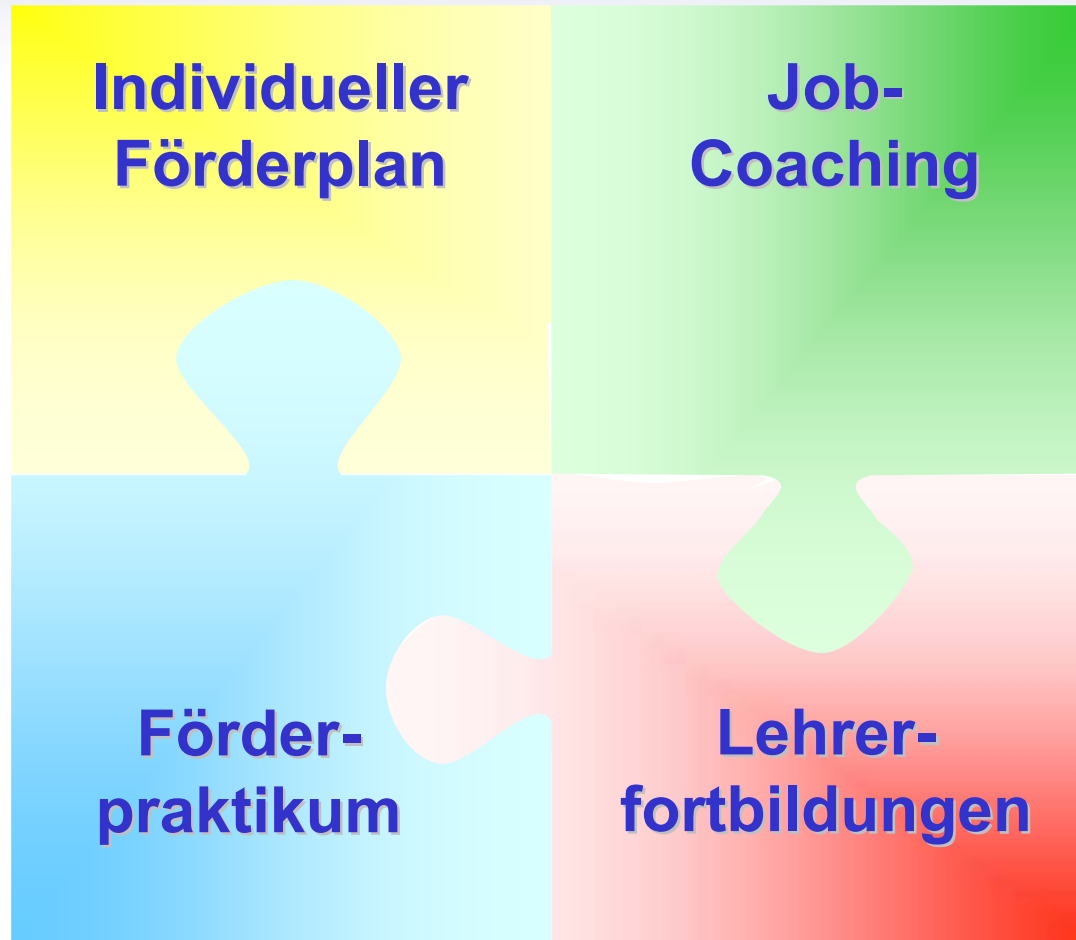 Individueller
Förderplan
Job-
Coaching
Förder-
praktikum
Lehrer-
fortbildungen